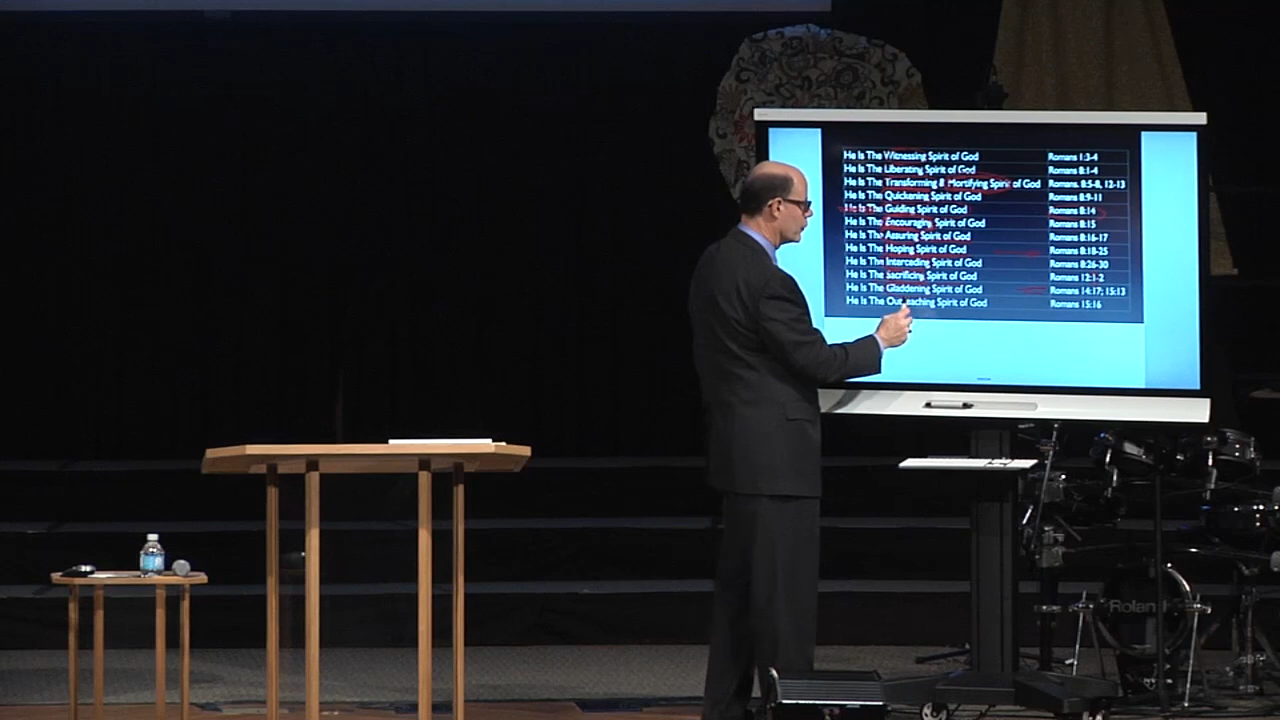 He Is The Witnessing Spirit of God Romans 1:3-4
He Is The Liberating Spirit of God Romans 8:1-4
He Is The Transforming & Mortifying Spirit of God Romans. 8:5-8, 12-13
He Is The Quickening Spirit of God Romans 8:9-11
He Is The Guiding Spirit of God Romans 8:14
He Is The Encouraging Spirit of God Romans 8:15
He Is The Assuring Spirit of God Romans 8:16-17
He Is The Hoping Spirit of God Romans 8:18-25
He Is The Interceding Spirit of God Romans 8:26-30
He Is The Sacrificing Spirit of God Romans 12:1-2
He Is The Gladdening Spirit of God Romans 14:17; 15:13
He Is The Outreaching Spirit of God Romans 15:16
Roland